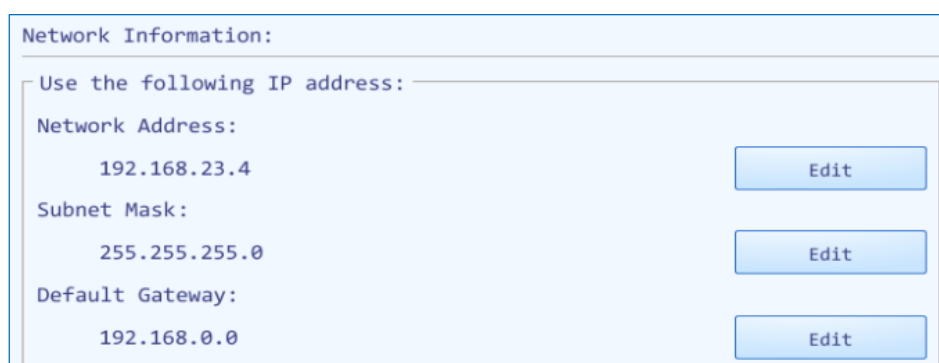 Network Information:
Use the following IP address:
Network Address:
192.168.23.4
Edit
Subnet Mask:
255.255.255.0
Edit
Default Gateway:
192.168.0.0
Edit